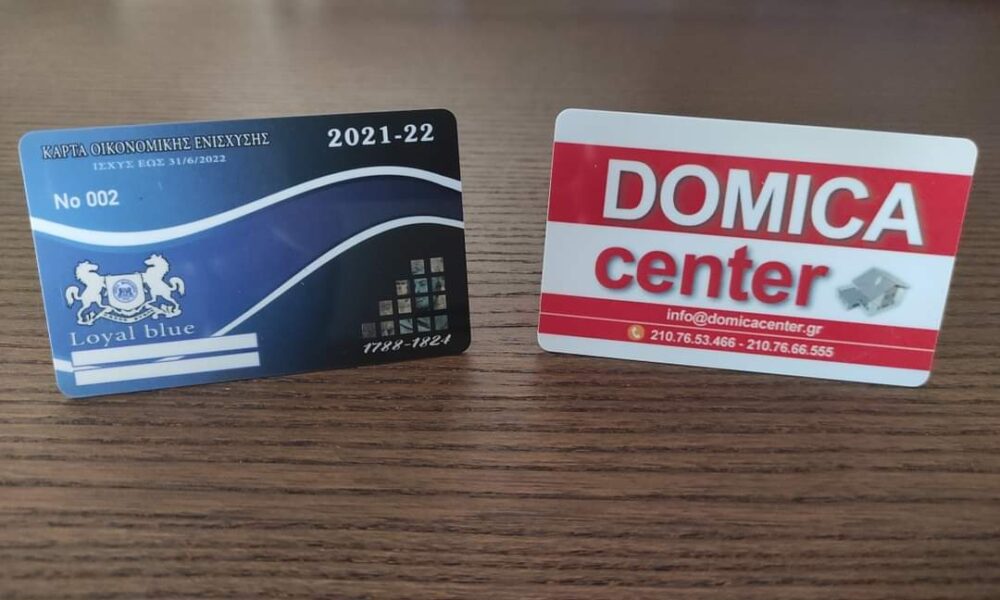 ΚΑΡΤΑ ΟΙΚΟΝΟΜΙΚΗΣ ΕΝΙΣΧΥΣΗΣ
ΙΣΧΥΣ ΕΩΣ 31/6/2022
2021-22
No 002
Loyal blue
1788-1824
DOMICA
center
info@domicacenter.gr
210.76.53.466 - 210.76.66.555